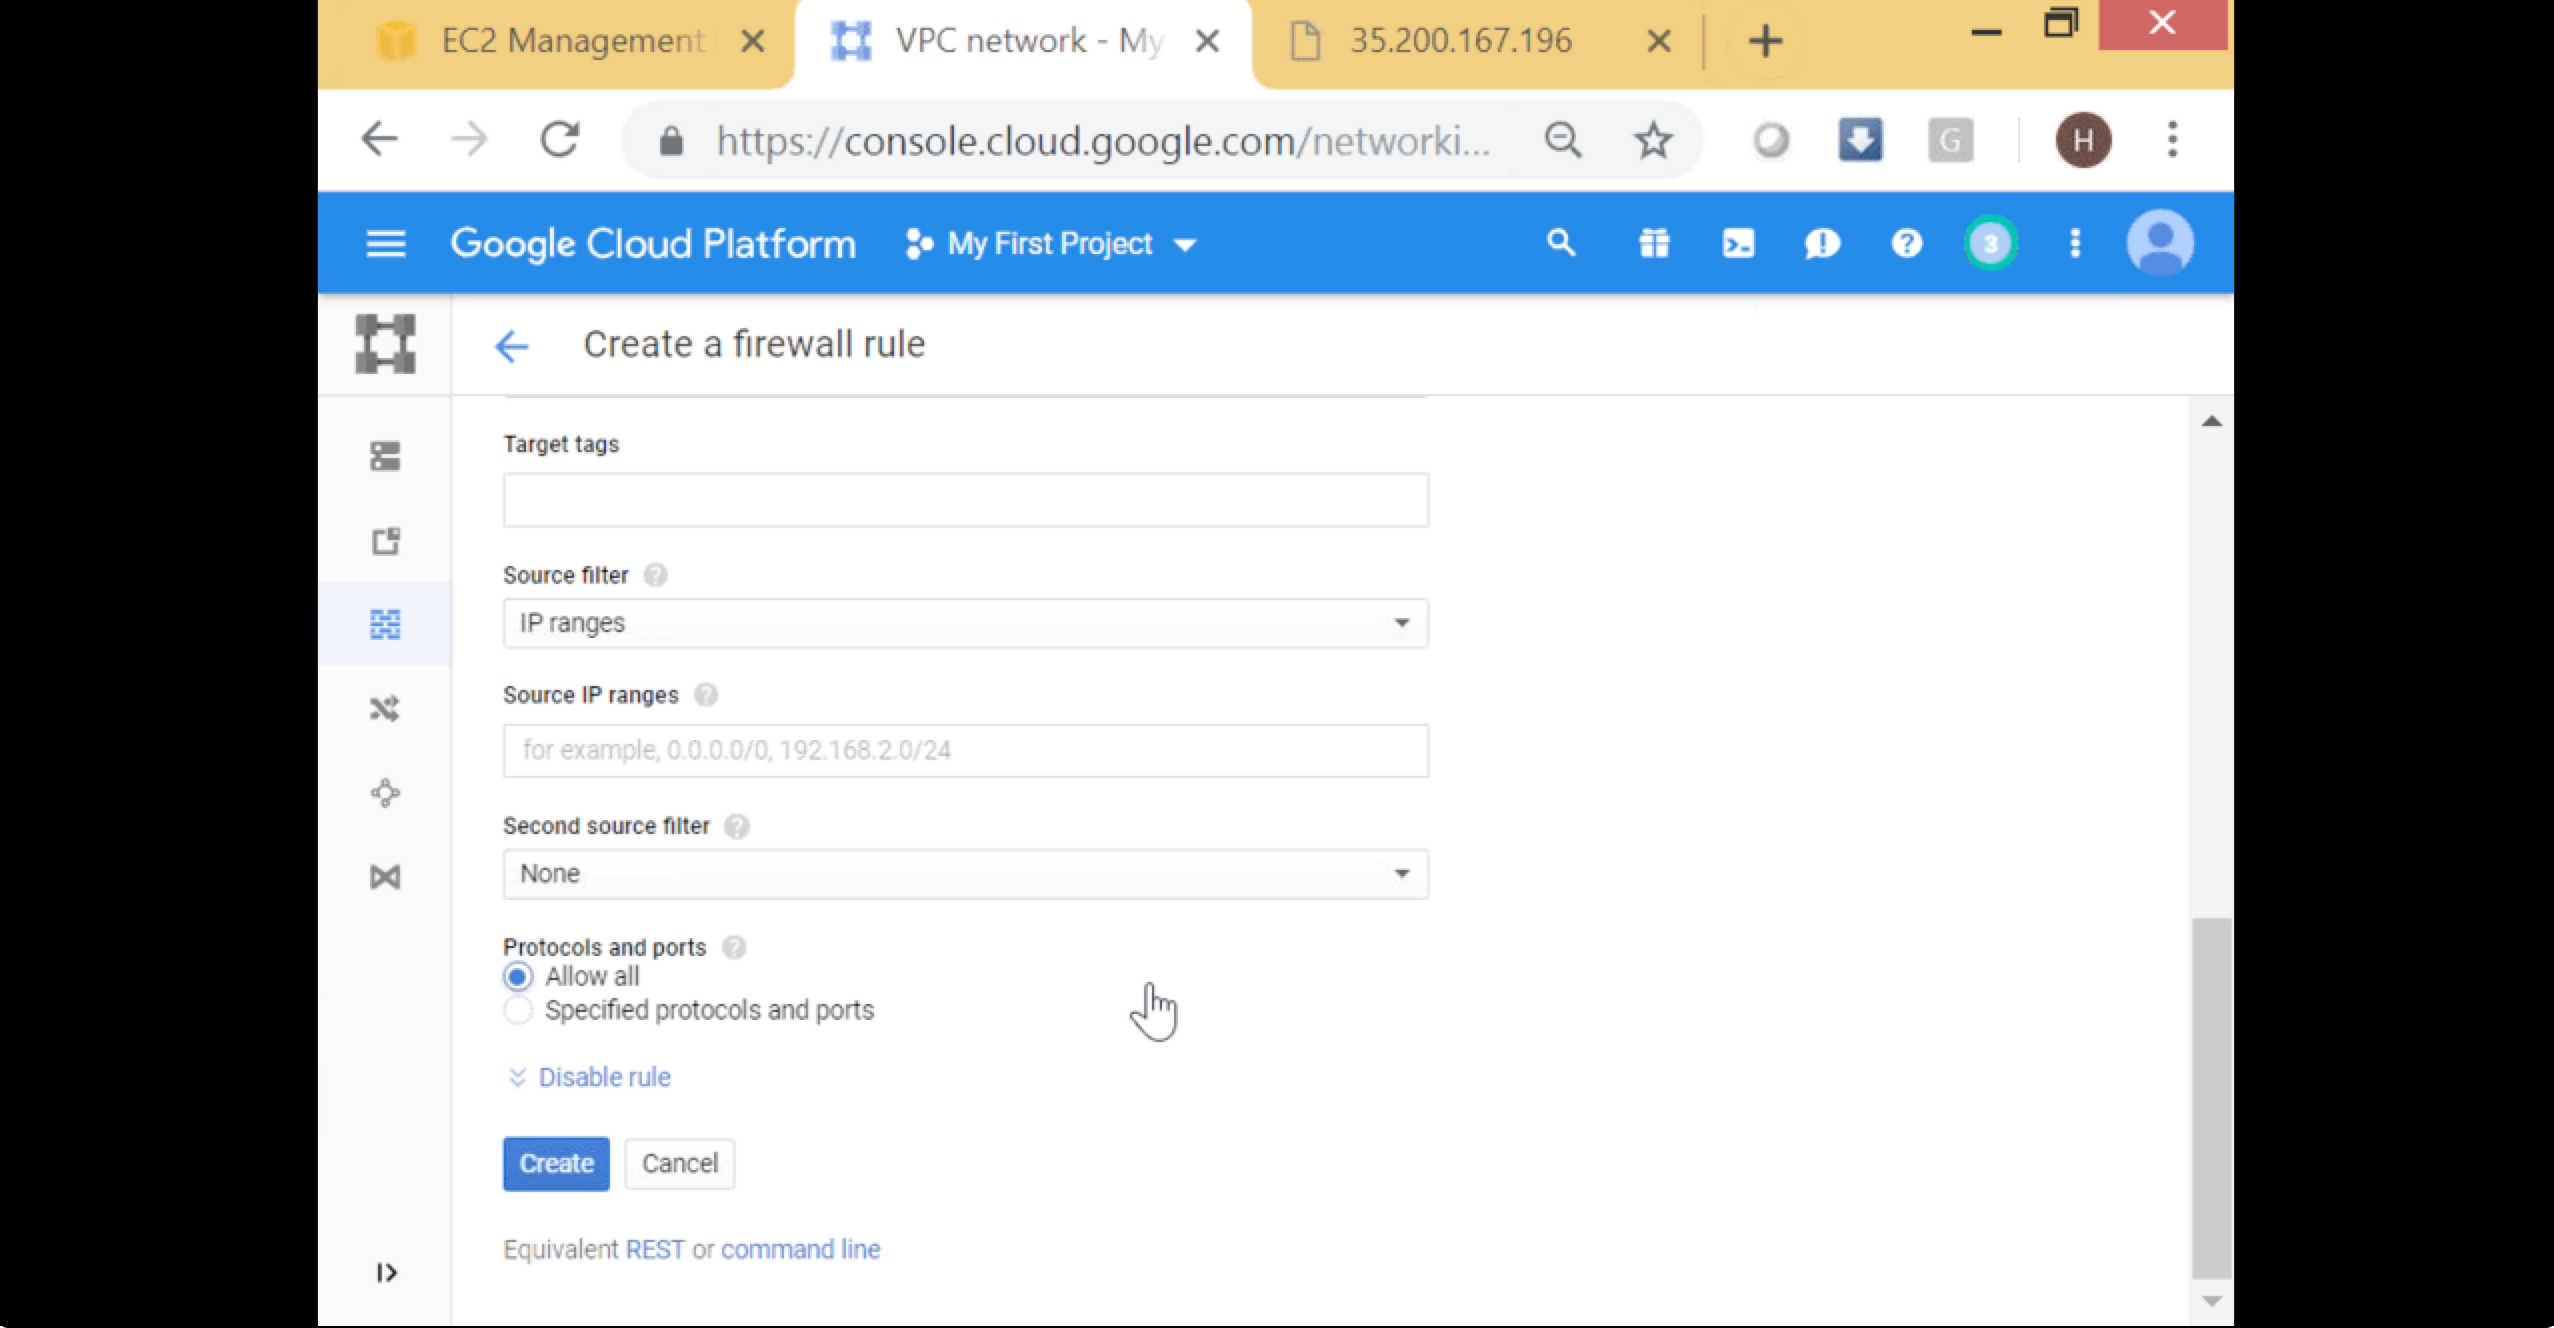 EC2 Management
VPC network - My
35.200.167.196
https://console.cloud.google.com/networki...
G
H
Google Cloud Platform
My First Project
3
Create a firewall rule
Target tags
Source filter
IP ranges
Source IP ranges
for example, 0.0.0.0/0, 192.168.2.0/24
Second source filter
None
Protocols and ports
Allow all
Specified protocols and ports
Disable rule
Create Cancel
Equivalent REST or command line